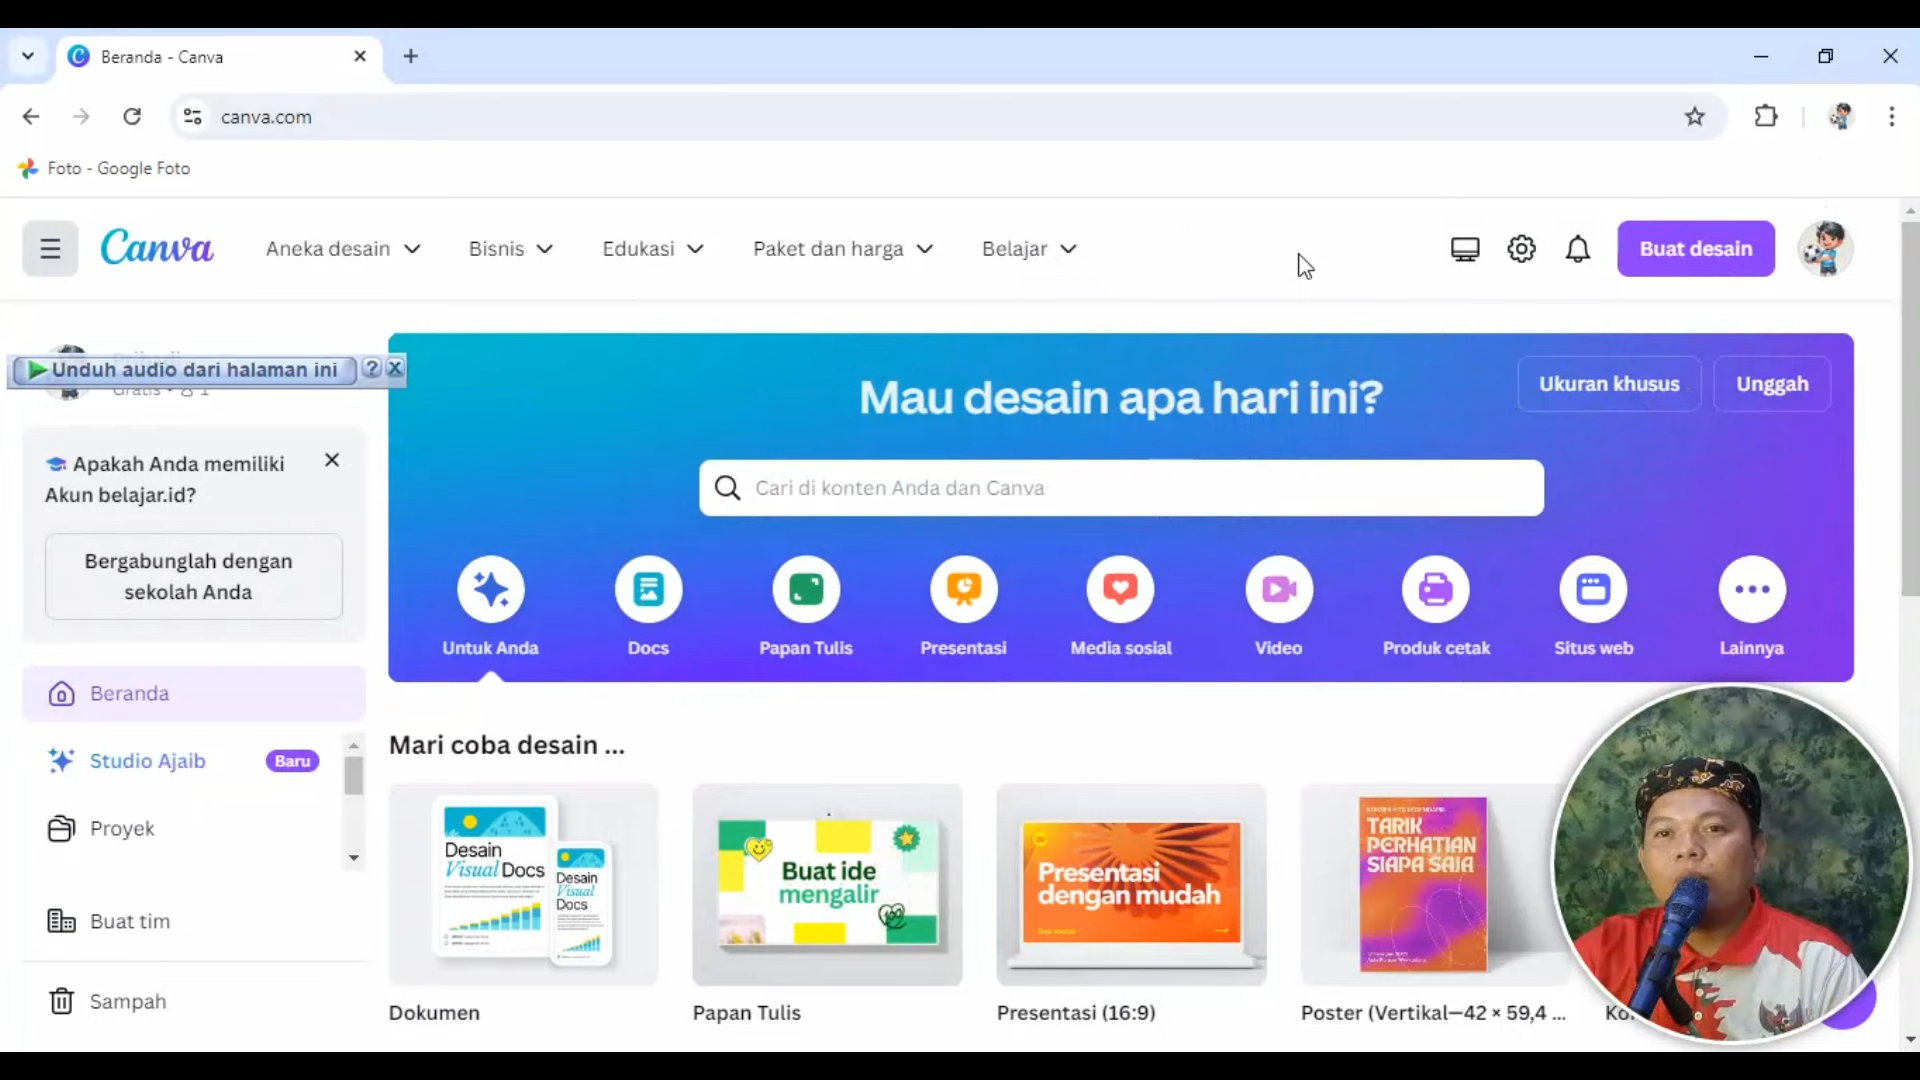 Beranda - Canva
canva.com
Foto - Google Foto
Canva
Aneka desain
Bisnis
Edukasi
Paket dan harga
Belajar
Buat desain
Unduh audio dari halaman ini
?
X
Gratis • 1
Apakah Anda memiliki
Akun belajar.id?
Bergabunglah dengan
sekolah Anda
Beranda
Studio Ajaib
Baru
Proyek
Buat tim
Sampah
Mau desain apa hari ini?
Ukuran khusus
Unggah
Cari di konten Anda dan Canva
Untuk Anda
Docs
Papan Tulis
Presentasi
Media sosial
Video
Produk cetak
Situs web
Lainnya
Mari coba desain ...
Desain
Visual Docs
Desain
Visual
Docs
Dokumen
Buat ide
mengalir
100
Papan Tulis
Presentasi
dengan mudah
Presentasi (16:9)
TARIK
PERHATIAN
SIAPA SAJA
Poster (Vertikal—42 × 59,4 ...